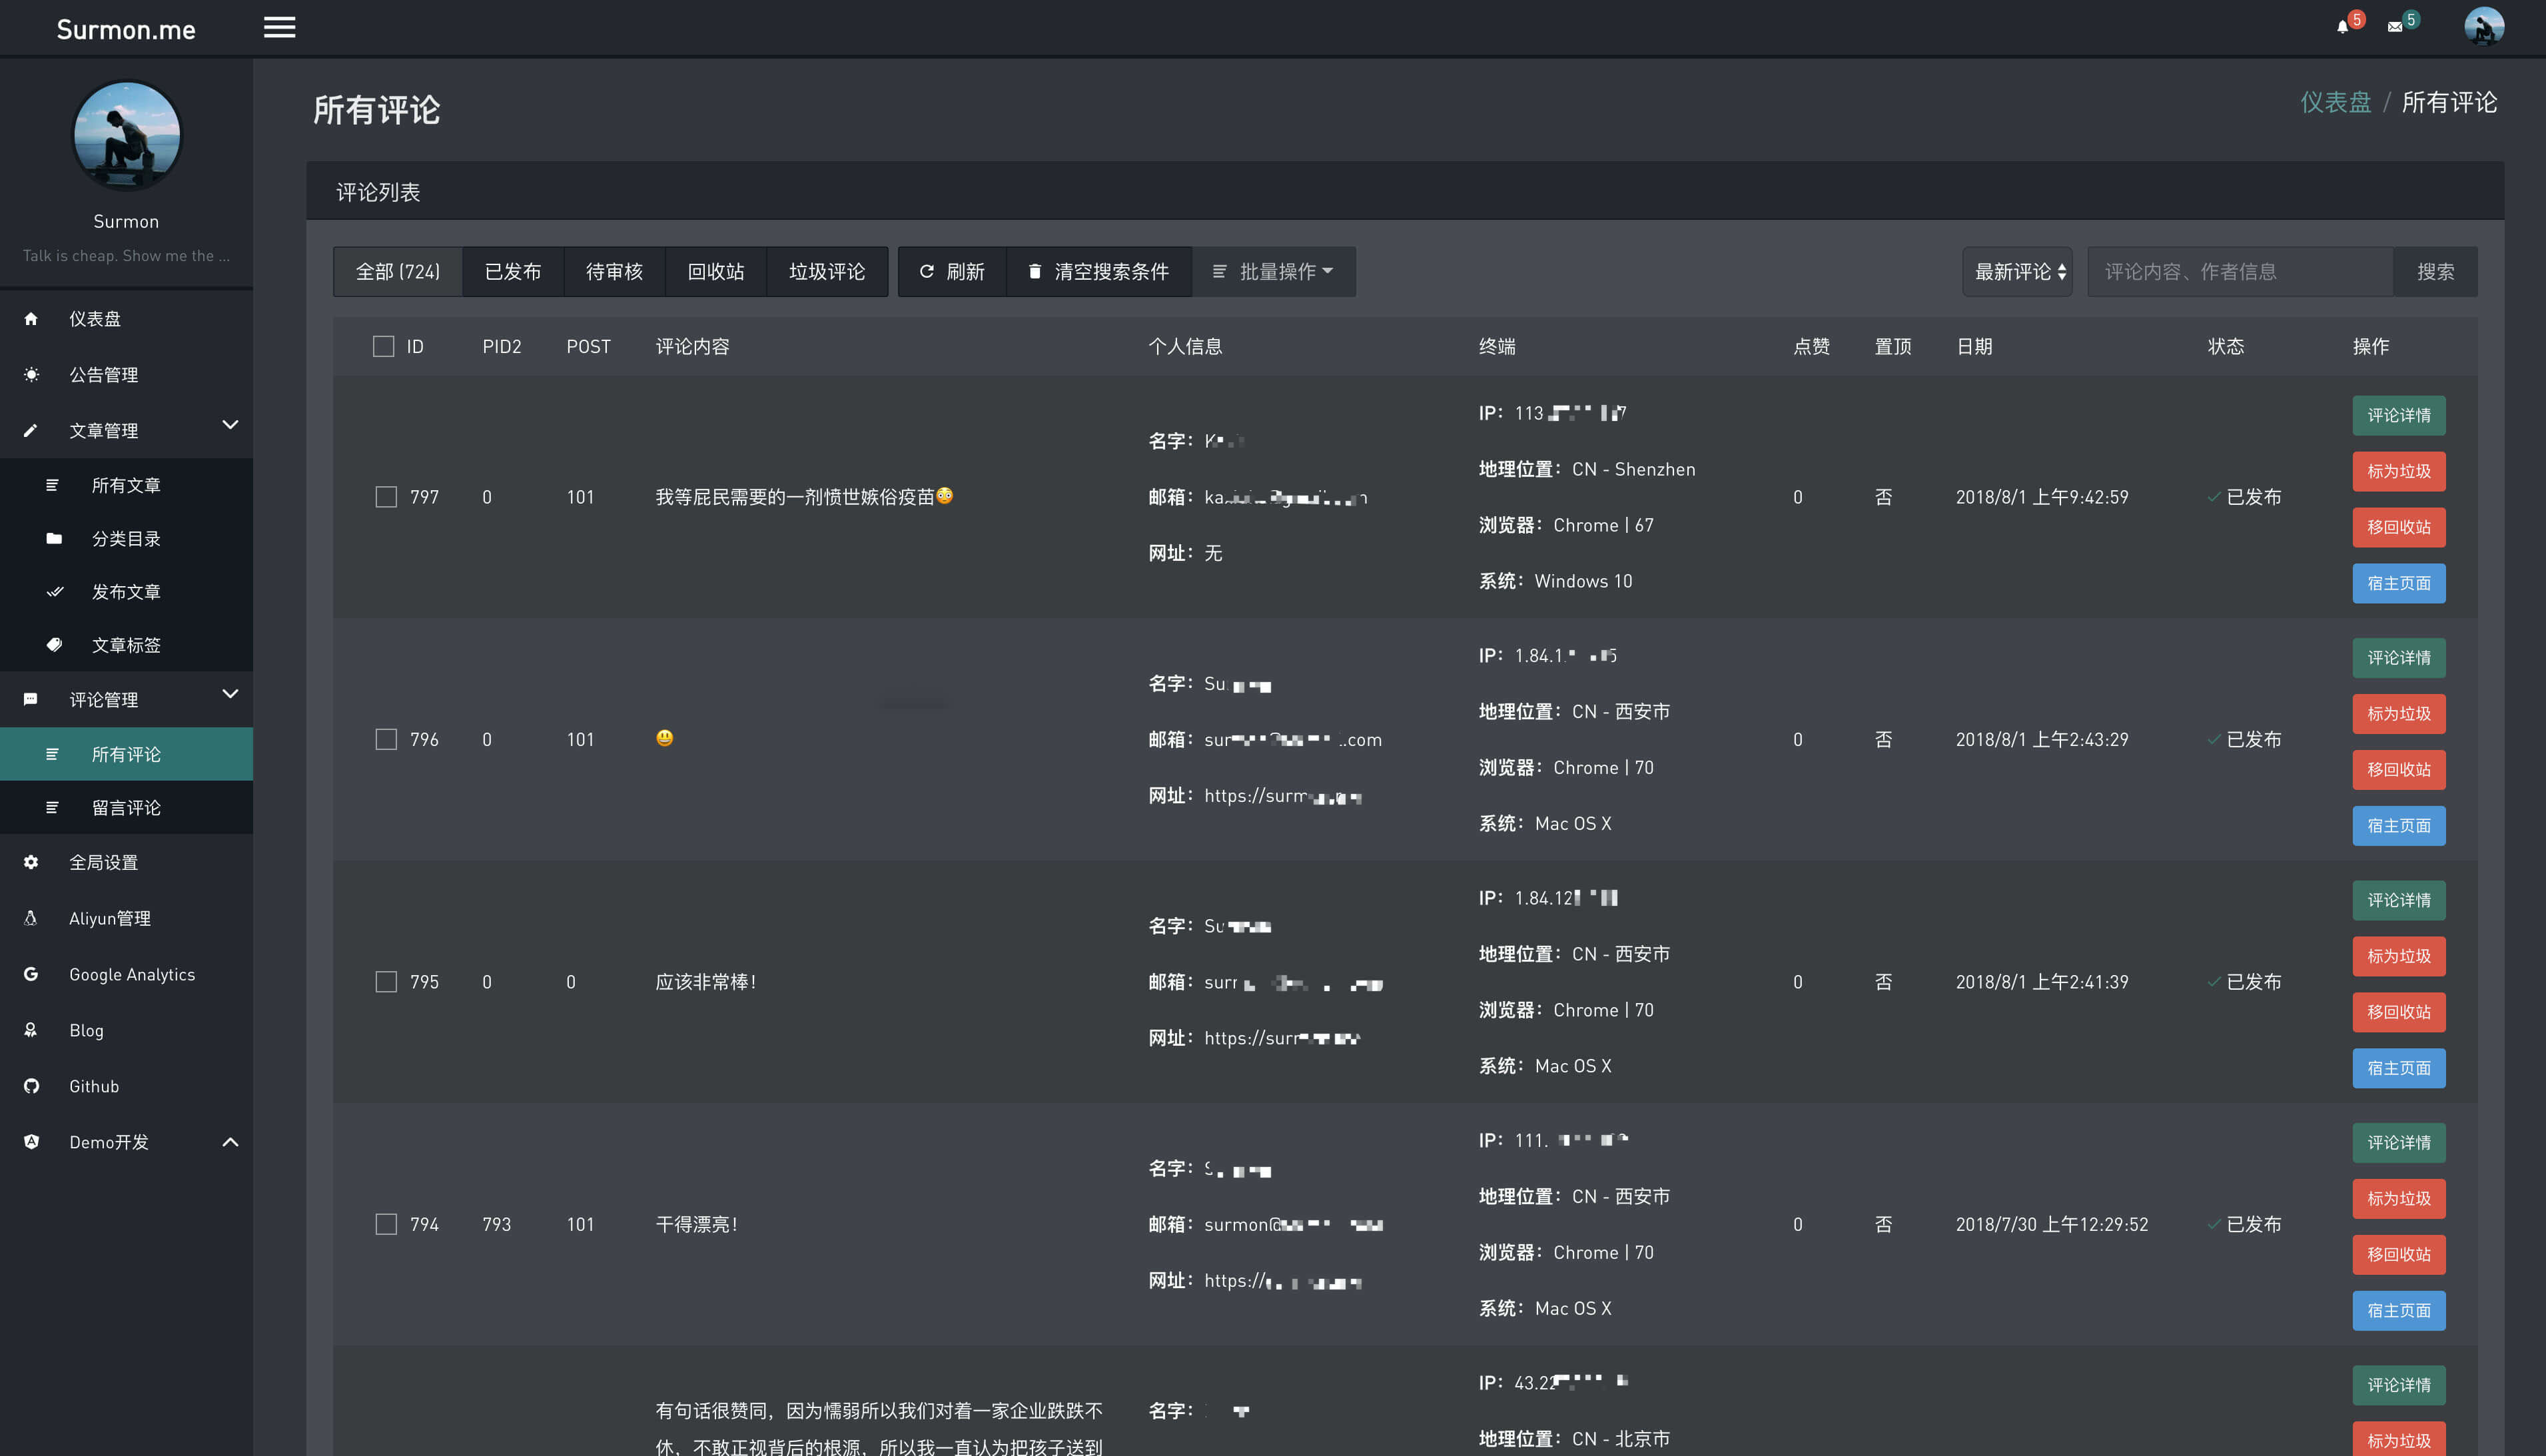 Surmon.me
5
5
Surmon
Talk is cheap. Show me the ...
仪表盘
公告管理
文章管理
所有文章
分类目录
发布文章
文章标签
评论管理
所有评论
留言评论
全局设置
Aliyun管理
Google Analytics
Blog
Github
Demo开发
所有评论
仪表盘 / 所有评论
评论列表
全部 (724) 已发布 待审核 回收站 垃圾评论 刷新 清空搜索条件 批量操作 最新评论 评论内容、作者信息 搜索
ID PID2 POST 评论内容 个人信息 终端 点赞 置顶 日期 状态 操作
797 0 101 我等屁民需要的一剂愤世嫉俗疫苗😳
名字：
邮箱：
网址：无
IP：113
地理位置：CN - Shenzhen
浏览器：Chrome | 67
系统：Windows 10
0 否 2018/8/1 上午9:42:59 已发布
评论详情
标为垃圾
移回收站
宿主页面
796 0 101 😃
名字：Su
邮箱：sur .com
网址：https://surm
IP：1.84.1.
地理位置：CN - 西安市
浏览器：Chrome | 70
系统：Mac OS X
0 否 2018/8/1 上午2:43:29 已发布
评论详情
标为垃圾
移回收站
宿主页面
795 0 0 应该非常棒！
名字：Su
邮箱：surr
网址：https://surr
IP：1.84.12
地理位置：CN - 西安市
浏览器：Chrome | 70
系统：Mac OS X
0 否 2018/8/1 上午2:41:39 已发布
评论详情
标为垃圾
移回收站
宿主页面
794 793 101 干得漂亮！
名字：
邮箱：surmon@
网址：https://
IP：111.
地理位置：CN - 西安市
浏览器：Chrome | 70
系统：Mac OS X
0 否 2018/7/30 上午12:29:52 已发布
评论详情
标为垃圾
移回收站
宿主页面
有句话很赞同，因为懦弱所以我们对着一家企业跌跌不
休，不敢正视背后的根源，所以我一直认为把孩子送到
名字：
IP：43.22
地理位置：CN - 北京市
评论详情
标为垃圾